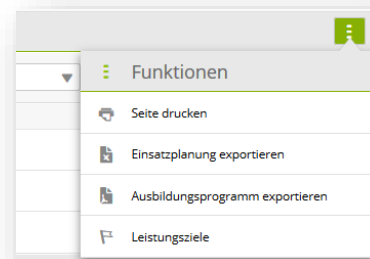 Funktionen
Seite drucken
Einsatzplanung exportieren
Ausbildungsprogramm exportieren
Leistungsziele